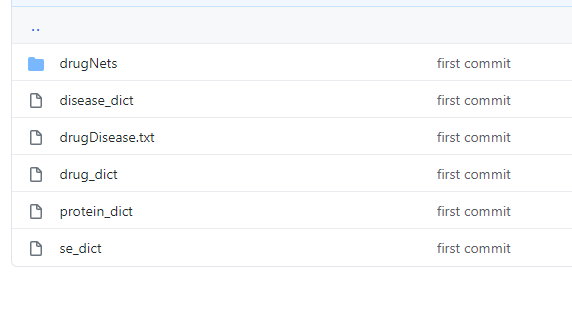 ..
drugNets first commit
disease_dict first commit
drugDisease.txt first commit
drug_dict first commit
protein_dict first commit
se_dict first commit